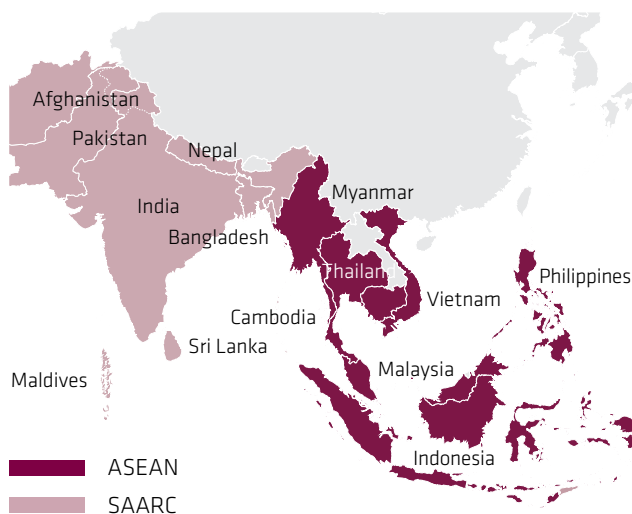 Afghanistan
Pakistan
Nepal
India
Myanmar
Bangladesh
Thailand
Philippines
Vietnam
Cambodia
Sri Lanka
Malaysia
Maldives
Indonesia
ASEAN
SAARC